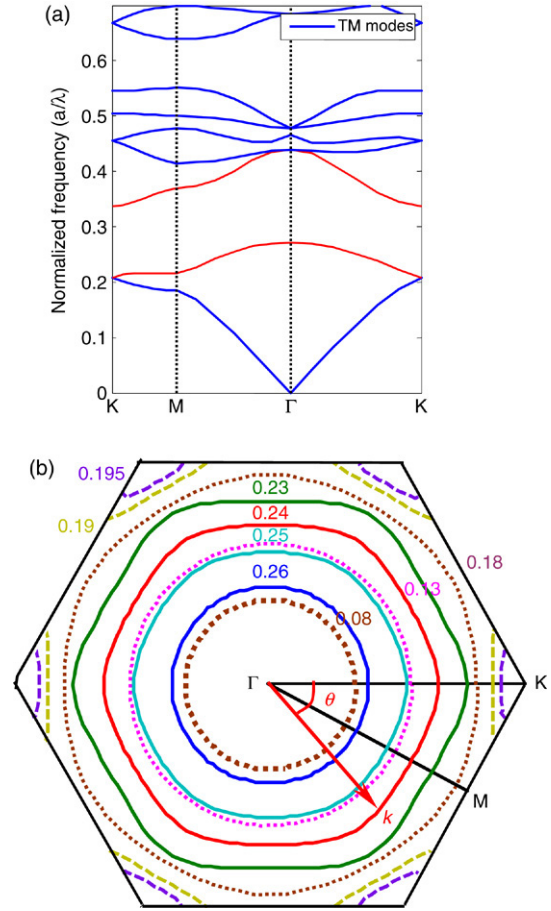 (a)
TM modes
Normalized frequency (a/λ)
0.6
0.5
0.4
0.3
0.2
0.1
0
K M Γ K
(b)
0.195
0.23
0.19
0.24
0.25
0.18
0.26
0.13
0.08
Γ
θ
K
M
k